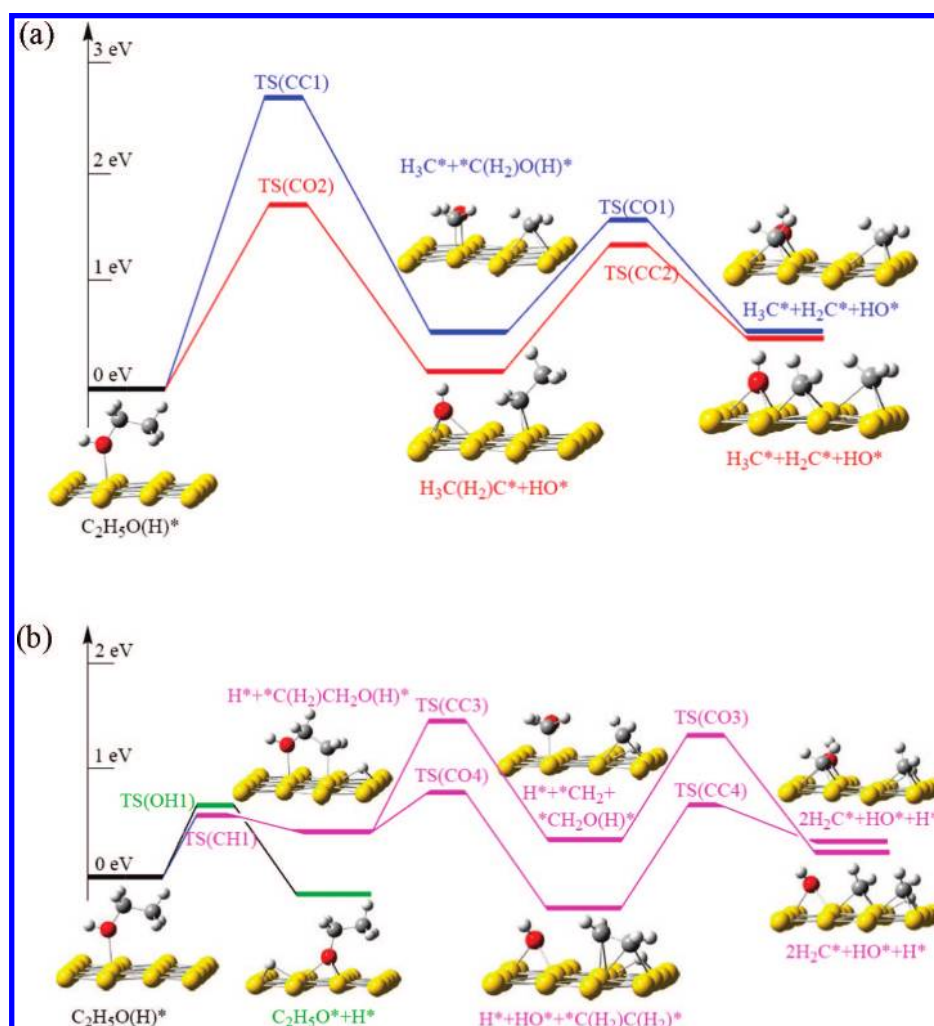 (a)
3 eV
TS(CC1)
2 eV
H₃C*+*C(H₂)O(H)*
TS(CO2)
TS(CO1)
1 eV
TS(CC2)
H₃C*+H₂C*+HO*
0 eV
H₃C(H₂)C*+HO*
H₃C*+H₂C*+HO*
C₂H₅O(H)*
(b)
2 eV
H*+*C(H₂)CH₂O(H)*
TS(CC3)
TS(CO3)
1 eV
TS(CO4)
TS(OH1)
H*+*CH₂+
*CH₂O(H)*
TS(CC4)
TS(CH1)
2H₂C*+HO*+H*
0 eV
2H₂C*+HO*+H*
C₂H₅O(H)*
C₂H₅O*+H*
H*+HO*+*C(H₂)C(H₂)*